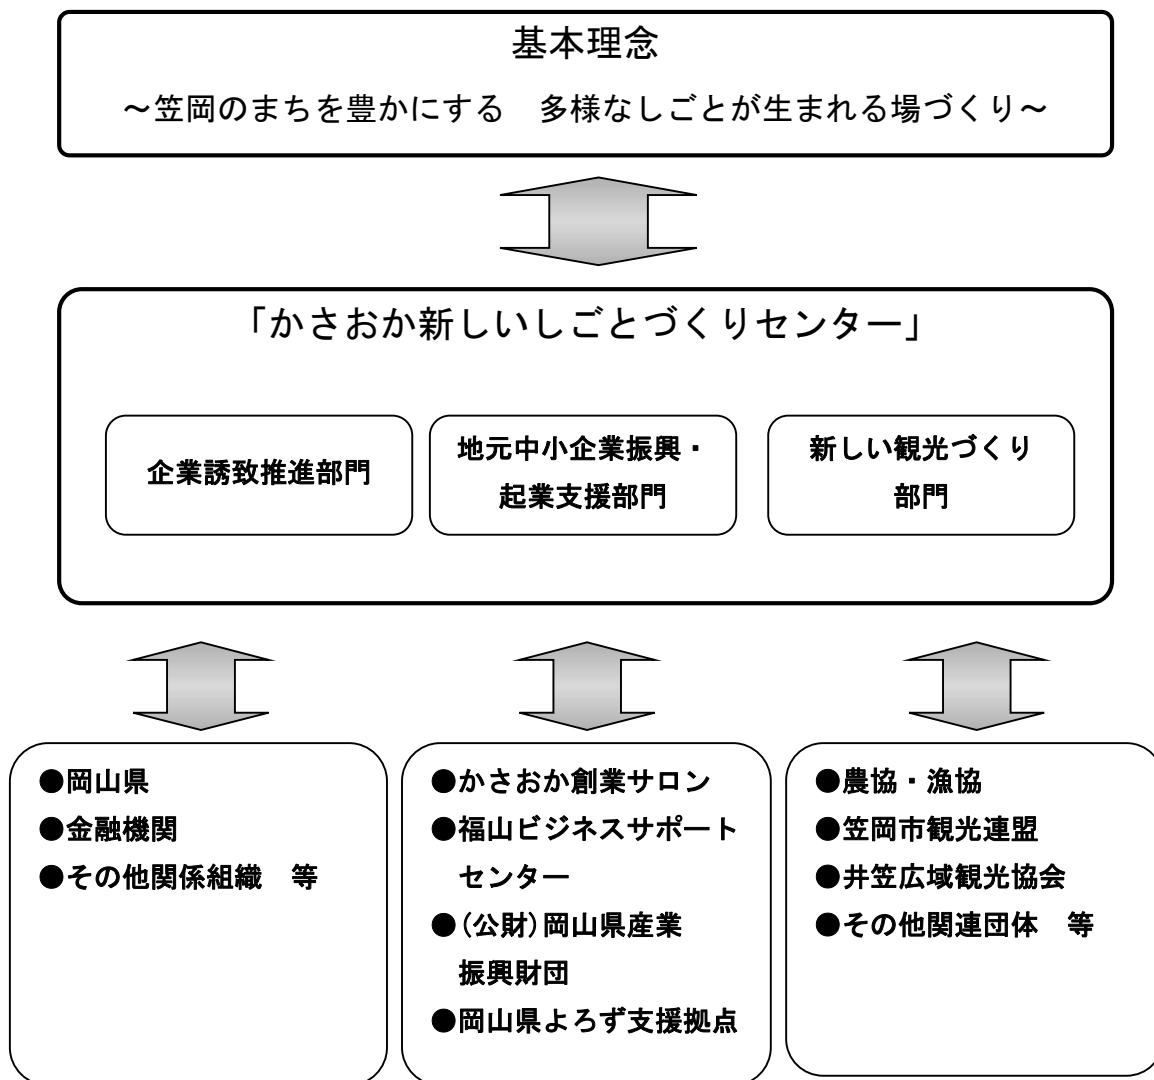 基本理念
～笠岡のまちを豊かにする　多様なしごとが生まれる場づくり～
「かさおか新しいしごとづくりセンター」
企業誘致推進部門
地元中小企業振興・
起業支援部門
新しい観光づくり
部門
●岡山県
●金融機関
●その他関係組織　等
●かさおか創業サロン
●福山ビジネスサポート
センター
●(公財)岡山県産業
振興財団
●岡山県よろず支援拠点
●農協・漁協
●笠岡市観光連盟
●井笠広域観光協会
●その他関連団体　等